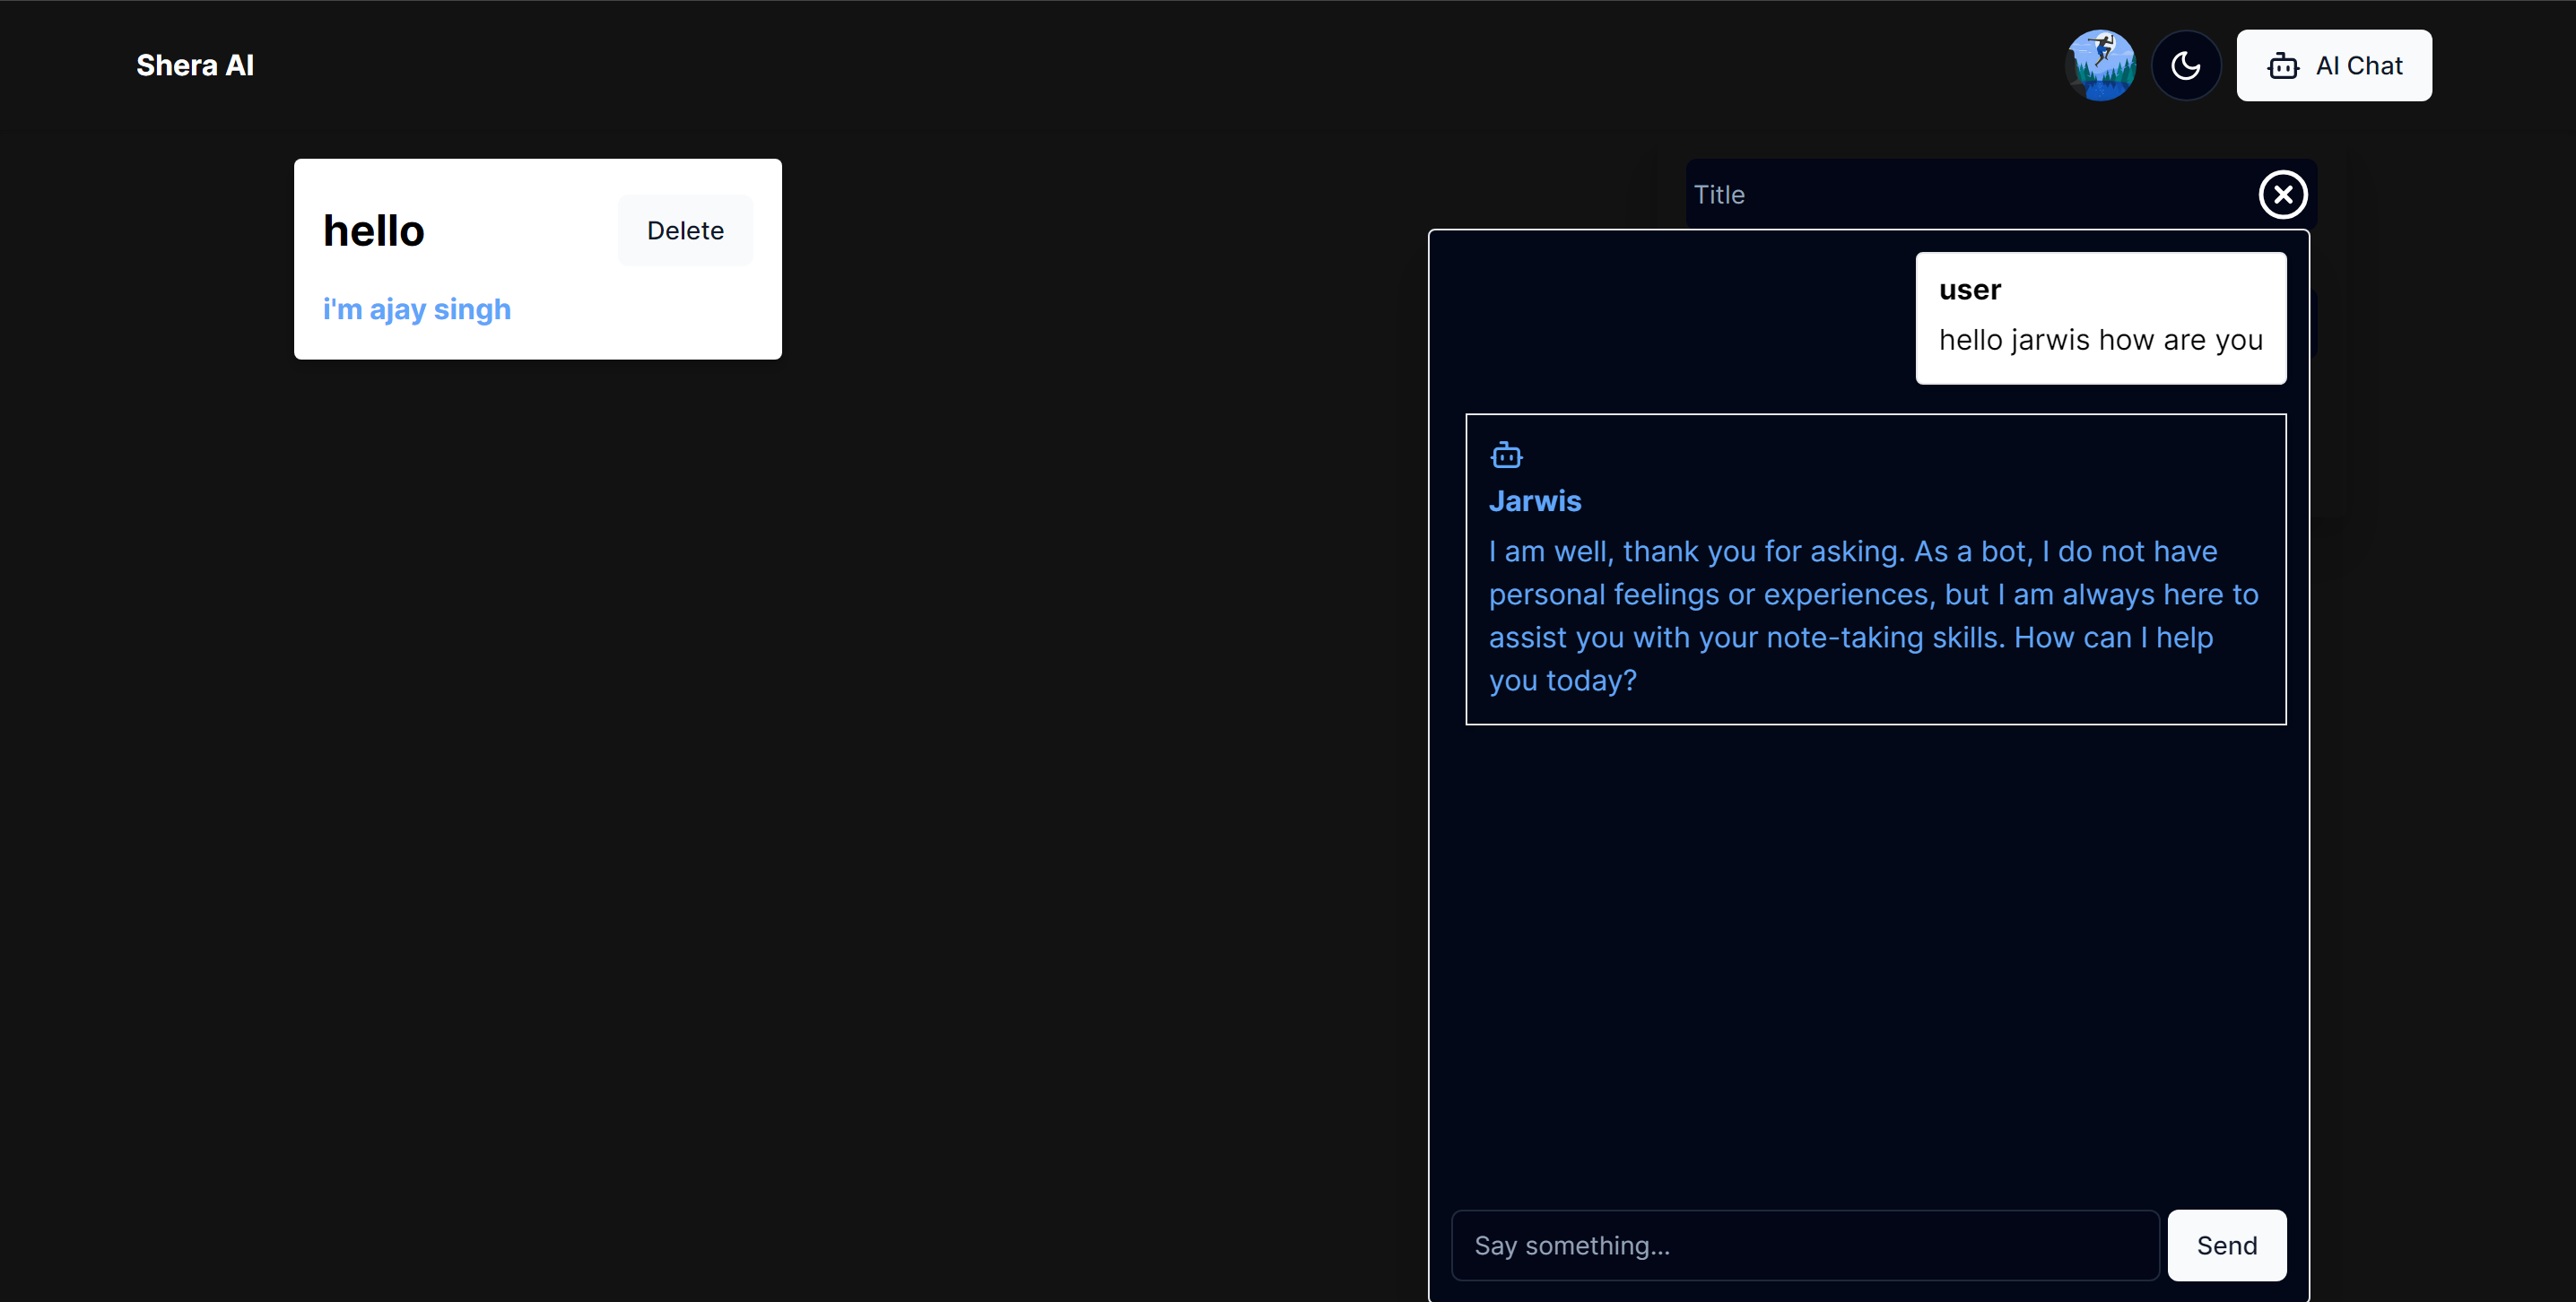 Shera AI
AI Chat
hello
Delete
i'm ajay singh
Title
user
hello jarwis how are you
Jarwis
I am well, thank you for asking. As a bot, I do not have
personal feelings or experiences, but I am always here to
assist you with your note-taking skills. How can I help
you today?
Say something...
Send